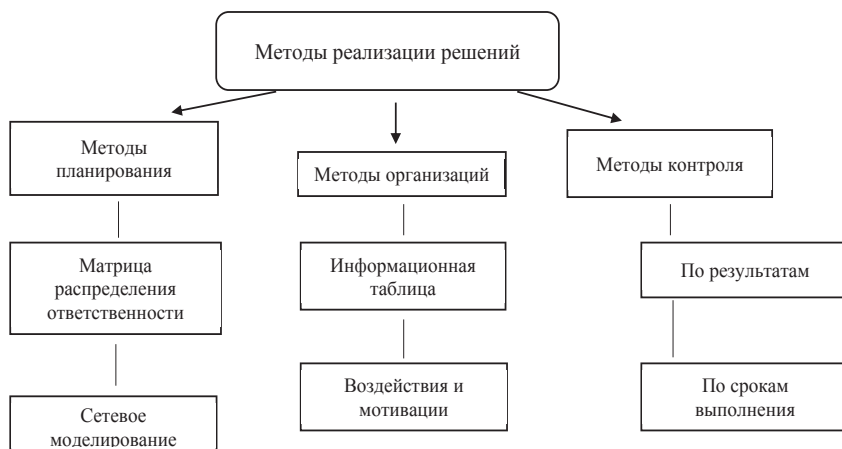 Методы реализации решений
Методы
планирования
Методы организаций
Методы контроля
Матрица
распределения
ответственности
Информационная
таблица
По результатам
Сетевое
моделирование
Воздействия и
мотивации
По срокам
выполнения